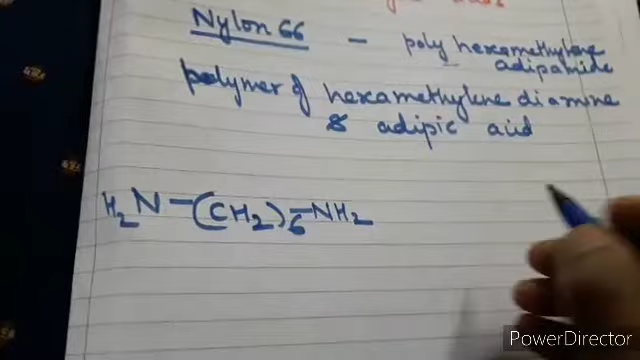 Nylon 66 - poly hexamethylene
adipamide
polymer of hexamethylene diamine
& adipic acid
H2N-(CH2)6-NH2
PowerDirector